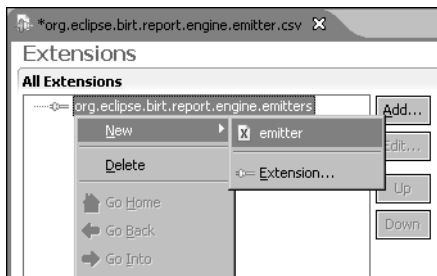 *org.eclipse.birt.report.engine.emitter.csv
Extensions
All Extensions
org.eclipse.birt.report.engine.emitters
Add...
New
emitter
Edit...
Delete
Extension...
Up
Go Home
Down
Go Back
Go Into